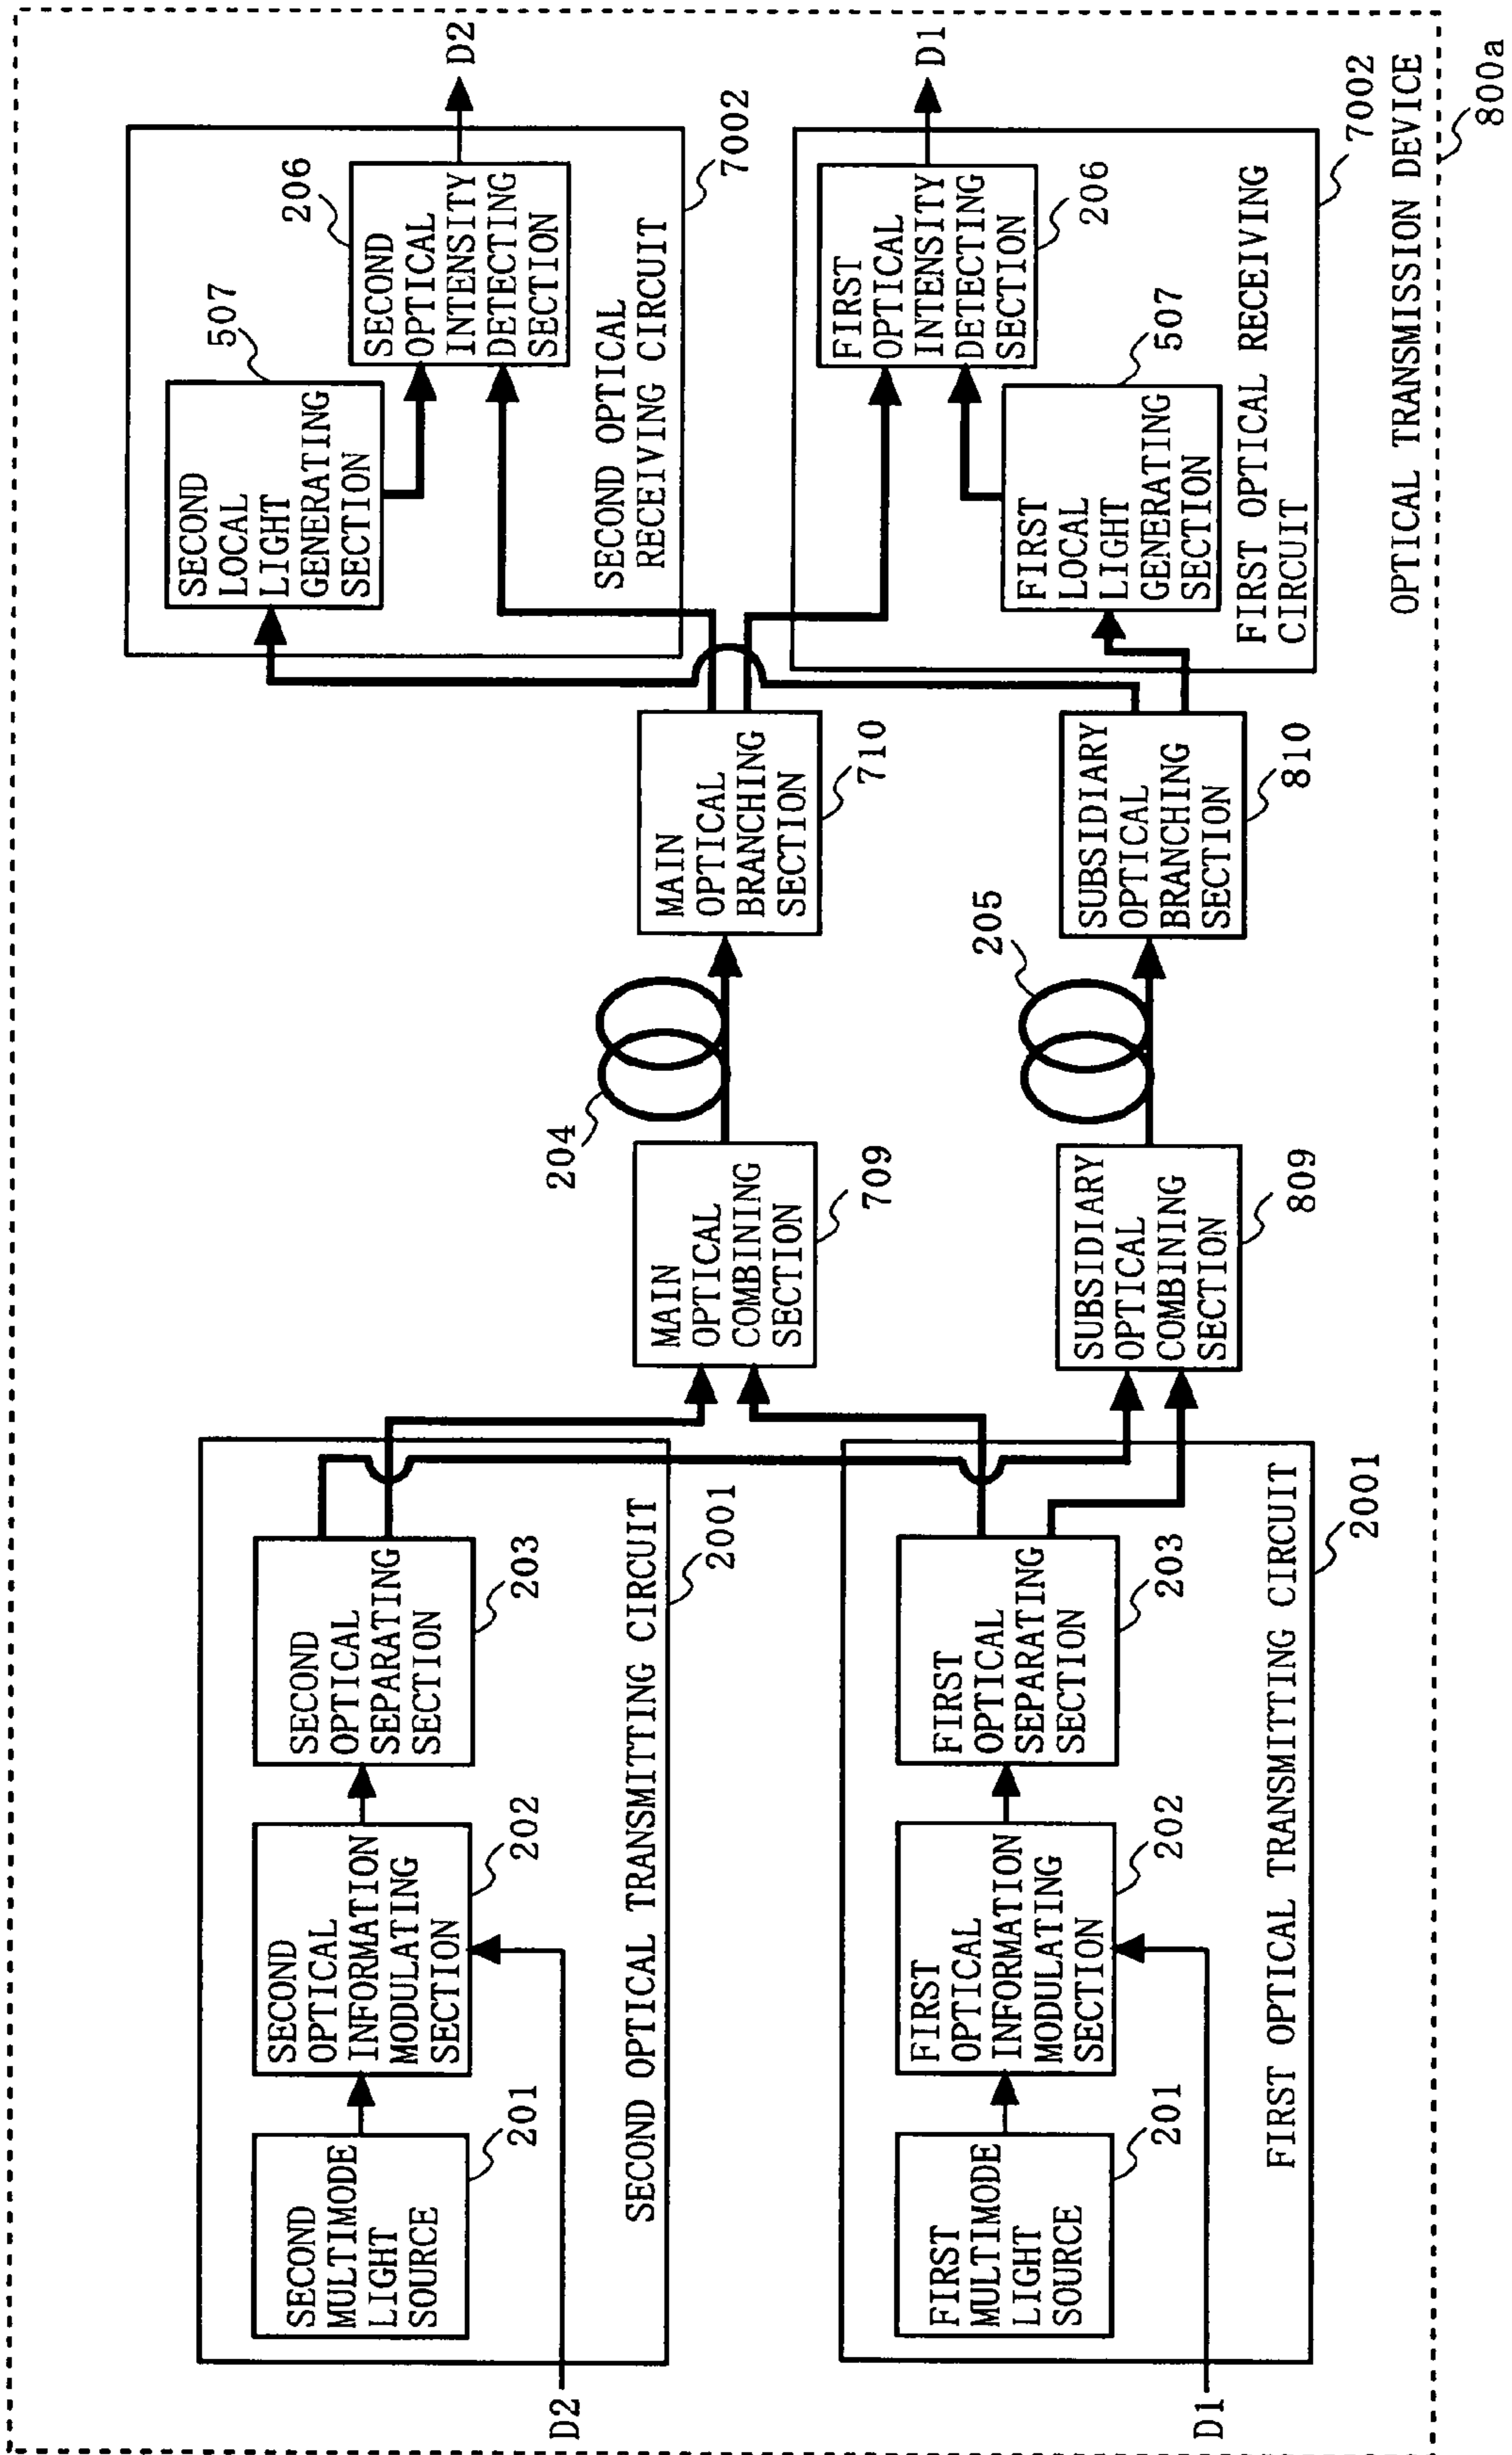 SECOND
MULTIMODE
LIGHT
SOURCE
201
SECOND
OPTICAL
INFORMATION
MODULATING
SECTION
202
SECOND
OPTICAL
SEPARATING
SECTION
203
D2
SECOND OPTICAL TRANSMITTING CIRCUIT
2001
FIRST
MULTIMODE
LIGHT
SOURCE
201
FIRST
OPTICAL
INFORMATION
MODULATING
SECTION
202
FIRST
OPTICAL
SEPARATING
SECTION
203
D1
FIRST OPTICAL TRANSMITTING CIRCUIT
2001
MAIN
OPTICAL
COMBINING
SECTION
709
204
MAIN
OPTICAL
BRANCHING
SECTION
710
SUBSIDIARY
OPTICAL
COMBINING
SECTION
809
205
SUBSIDIARY
OPTICAL
BRANCHING
SECTION
810
SECOND
LOCAL
LIGHT
GENERATING
SECTION
507
SECOND
OPTICAL
INTENSITY
DETECTING
SECTION
206
D2
SECOND OPTICAL
RECEIVING CIRCUIT
7002
FIRST
OPTICAL
INTENSITY
DETECTING
SECTION
206
D1
FIRST
LOCAL
LIGHT
GENERATING
SECTION
507
FIRST OPTICAL RECEIVING
CIRCUIT
7002
OPTICAL TRANSMISSION DEVICE
800a